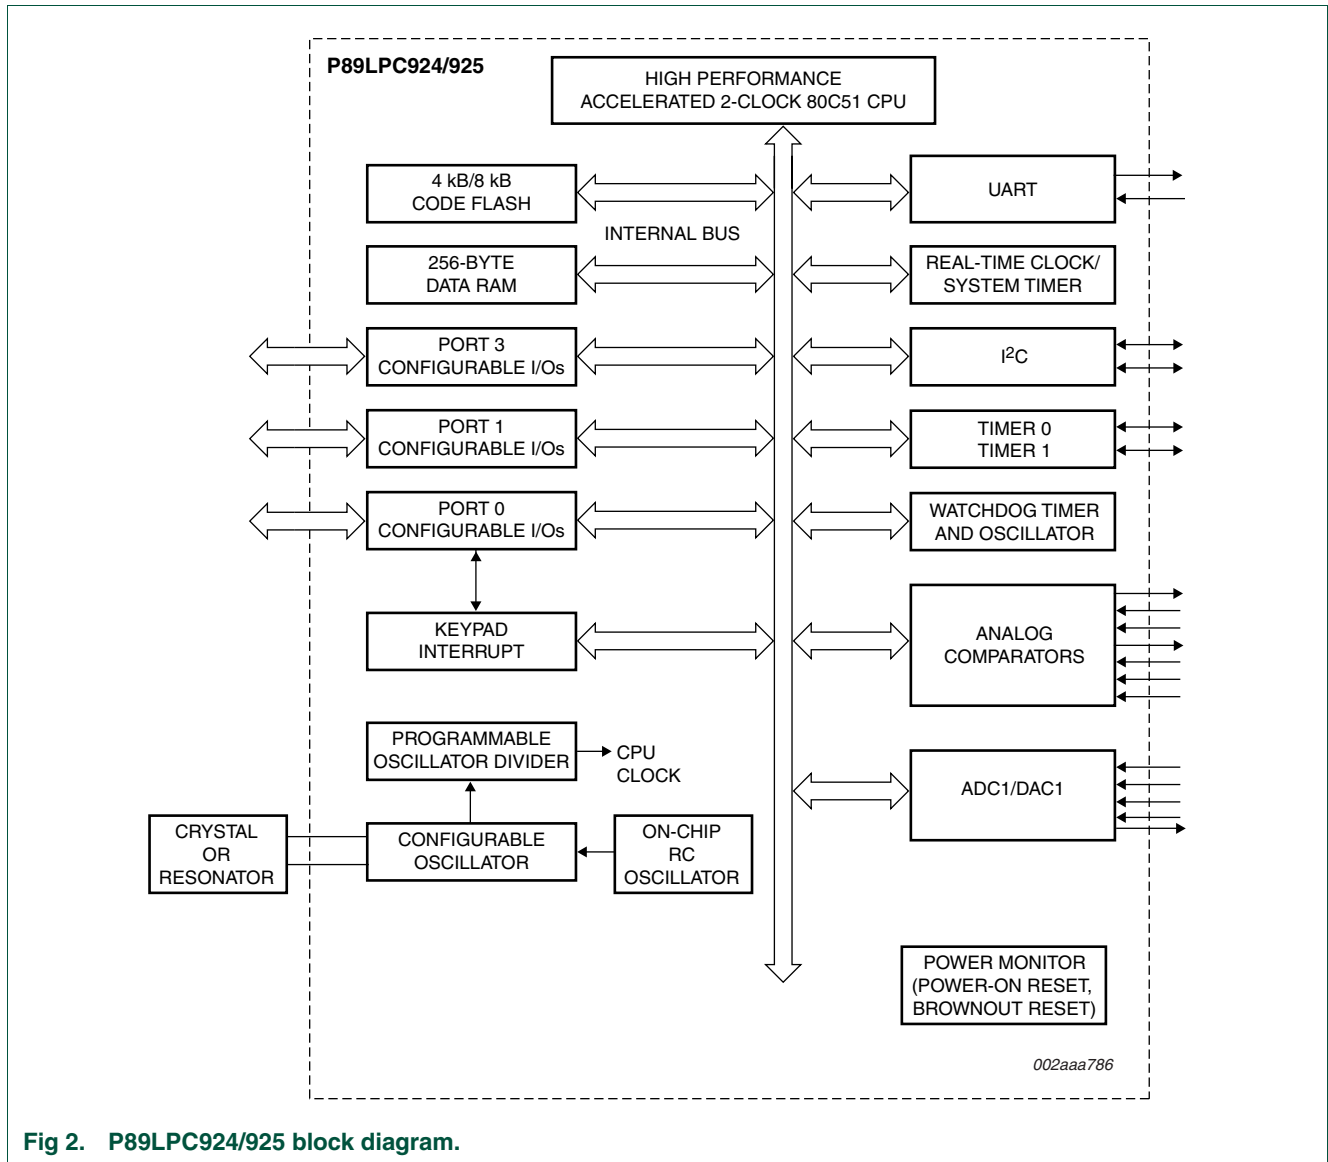 P89LPC924/925
HIGH PERFORMANCE
ACCELERATED 2-CLOCK 80C51 CPU
4 kB/8 kB
CODE FLASH
UART
INTERNAL BUS
256-BYTE
DATA RAM
REAL-TIME CLOCK/
SYSTEM TIMER
PORT 3
CONFIGURABLE I/Os
I²C
PORT 1
CONFIGURABLE I/Os
TIMER 0
TIMER 1
PORT 0
CONFIGURABLE I/Os
WATCHDOG TIMER
AND OSCILLATOR
KEYPAD
INTERRUPT
ANALOG
COMPARATORS
PROGRAMMABLE
OSCILLATOR DIVIDER
CPU
CLOCK
ADC1/DAC1
CRYSTAL
OR
RESONATOR
CONFIGURABLE
OSCILLATOR
ON-CHIP
RC
OSCILLATOR
POWER MONITOR
(POWER-ON RESET,
BROWNOUT RESET)
002aaa786
Fig 2. P89LPC924/925 block diagram.